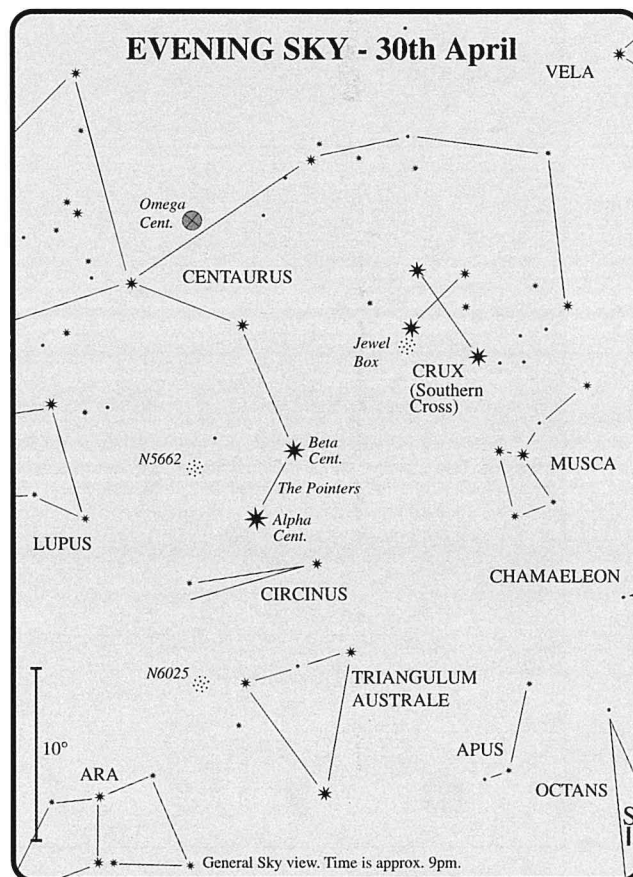 EVENING SKY - 30th April
VELA
Omega
Cent.
CENTAURUS
Jewel
Box
CRUX
(Southern
Cross)
Beta
Cent.
N5662
MUSCA
The Pointers
Alpha
Cent.
LUPUS
CHAMAELEON
CIRCINUS
N6025
TRIANGULUM
AUSTRALE
10°
APUS
ARA
OCTANS
S
General Sky view. Time is approx. 9pm.